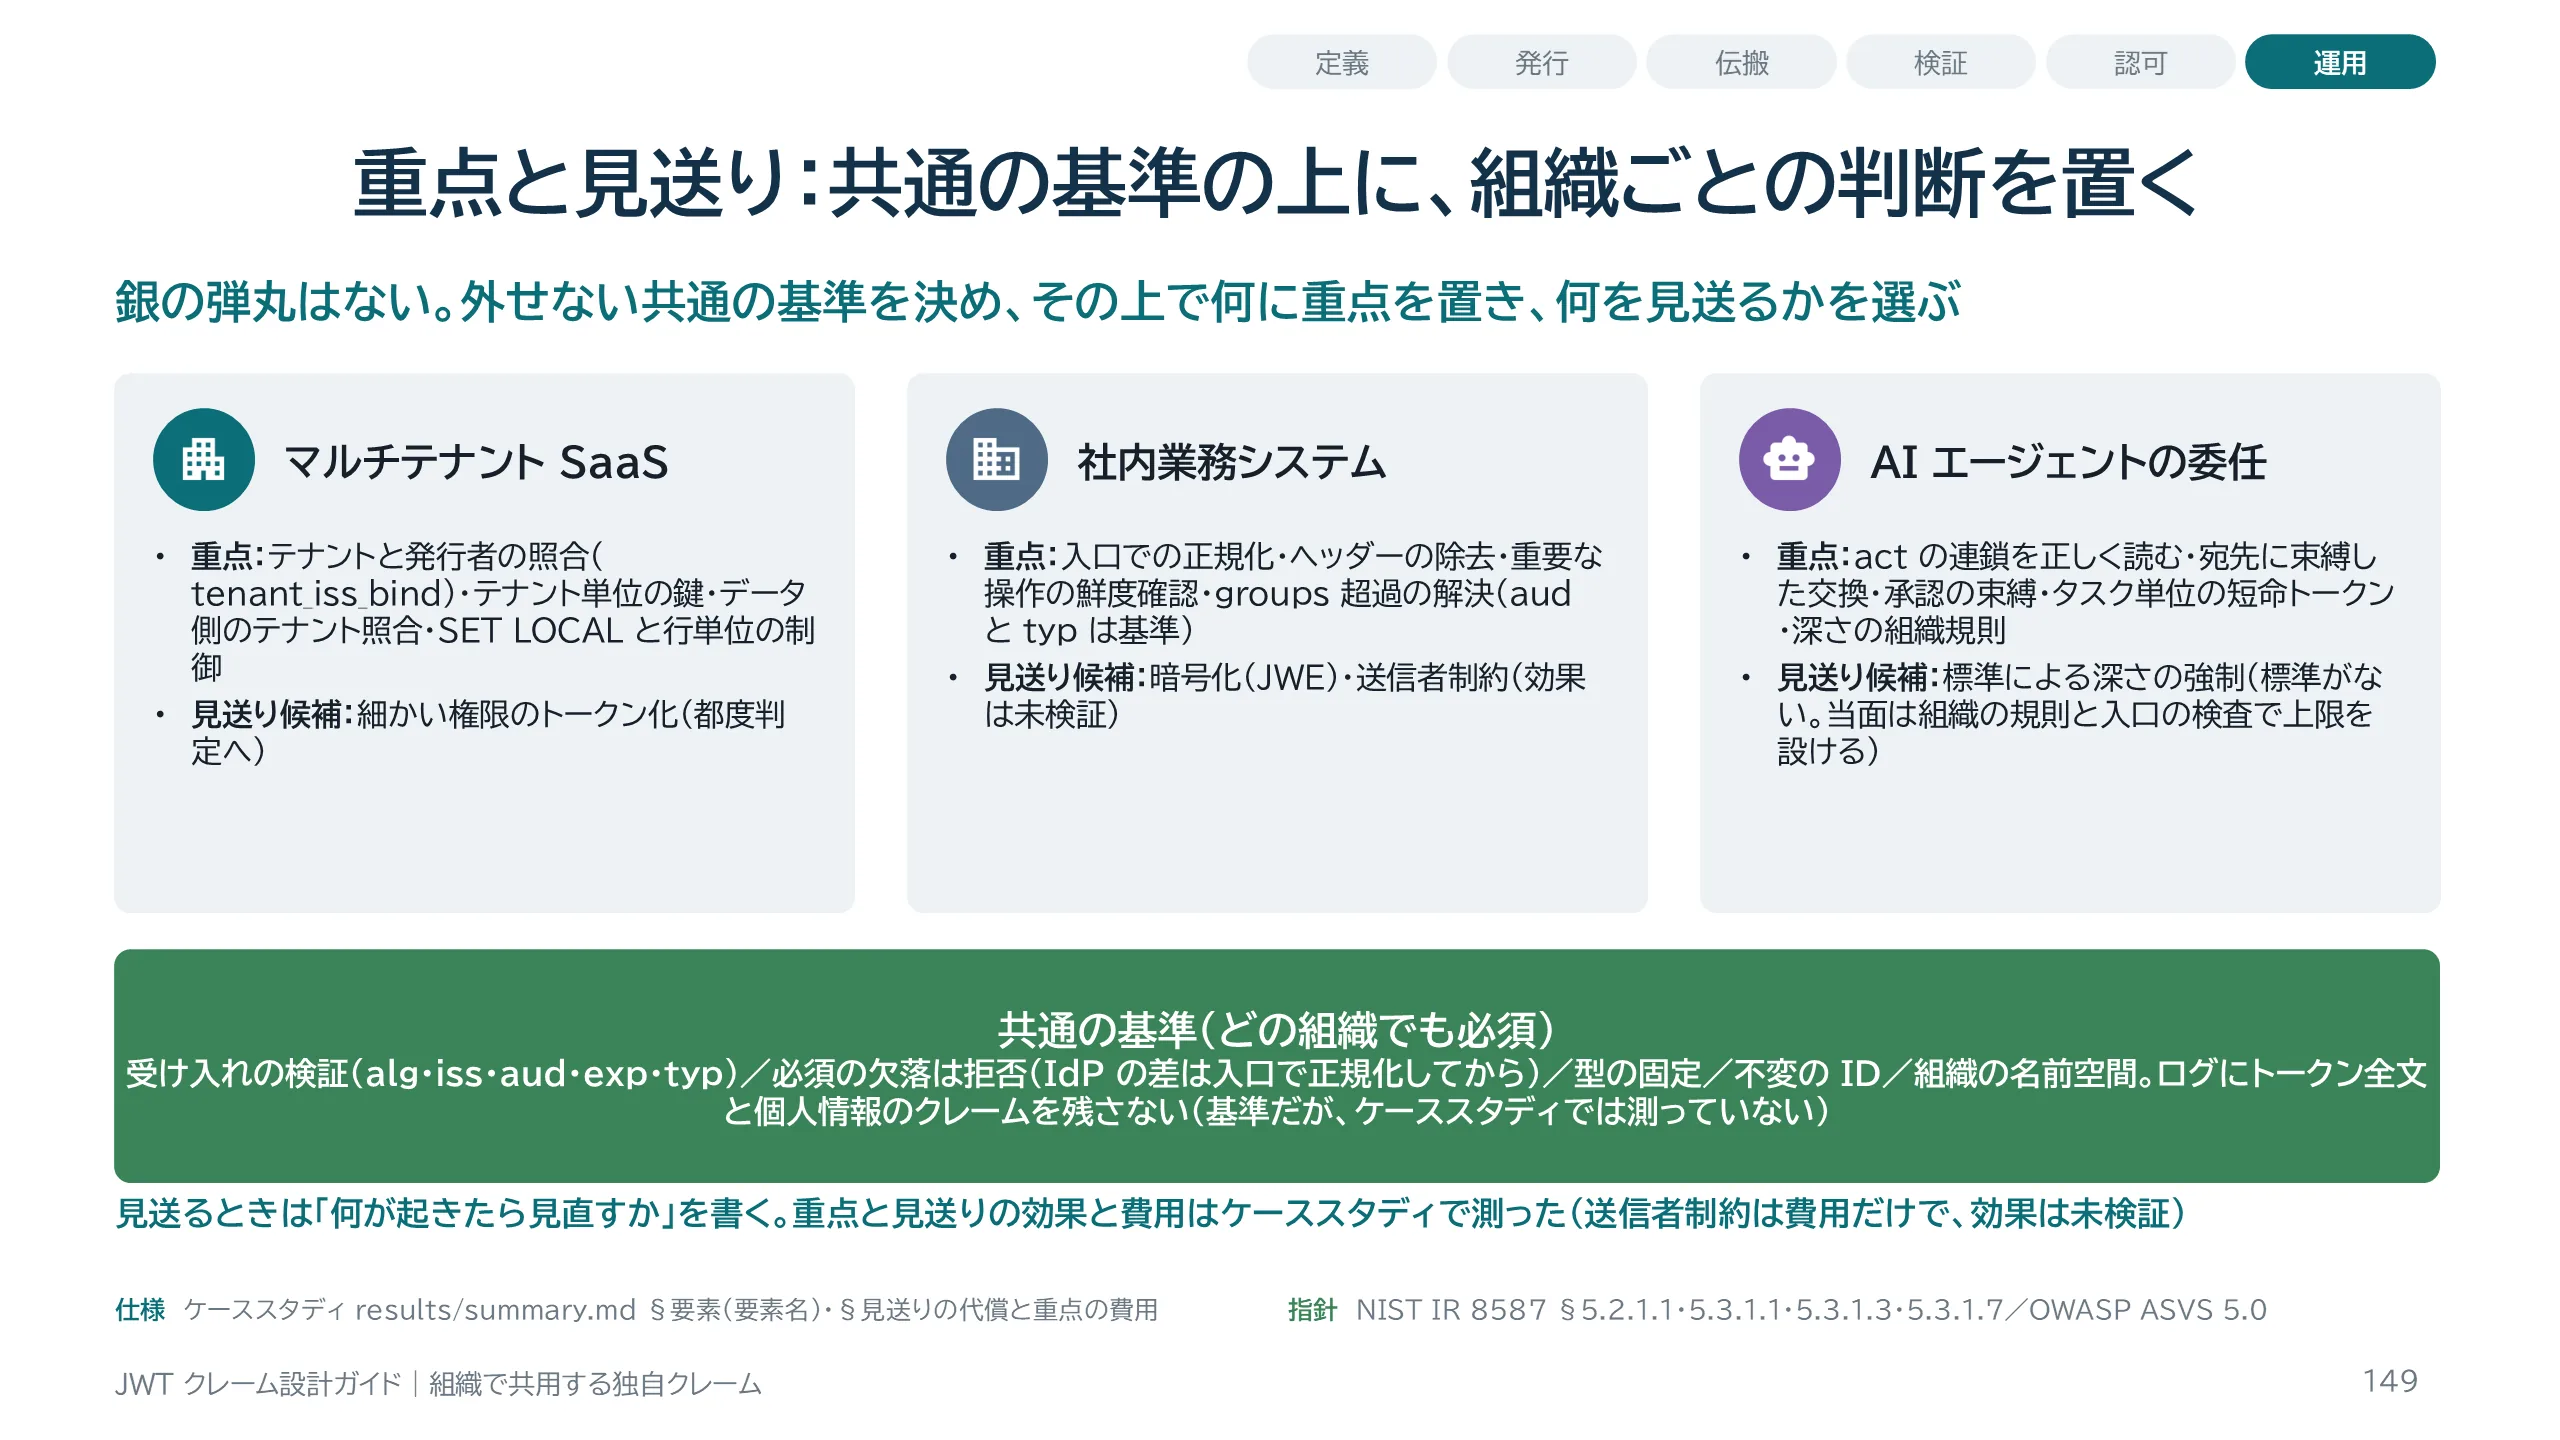 定義
発行
伝搬
検証
認可
運用
重点と見送り：共通の基準の上に、組織ごとの判断を置く
銀の弾丸はない。外せない共通の基準を決め、その上で何に重点を置き、何を見送るかを選ぶ
マルチテナント SaaS
• 重点：テナントと発行者の照合（
tenant_iss_bind）・テナント単位の鍵・データ
側のテナント照合・SET LOCAL と行単位の制
御
• 見送り候補：細かい権限のトークン化（都度判
定へ）
社内業務システム
• 重点：入口での正規化・ヘッダーの除去・重要な
操作の鮮度確認・groups 超過の解決（aud
と typ は基準）
• 見送り候補：暗号化（JWE）・送信者制約（効果
は未検証）
AI エージェントの委任
• 重点：act の連鎖を正しく読む・宛先に束縛し
た交換・承認の束縛・タスク単位の短命トークン
・深さの組織規則
• 見送り候補：標準による深さの強制（標準がな
い。当面は組織の規則と入口の検査で上限を
設ける）
共通の基準（どの組織でも必須）
受け入れの検証（alg・iss・aud・exp・typ）／必須の欠落は拒否（IdP の差は入口で正規化してから）／型の固定／不変の ID／組織の名前空間。ログにトークン全文
と個人情報のクレームを残さない（基準だが、ケーススタディでは測っていない）
見送るときは「何が起きたら見直すか」を書く。重点と見送りの効果と費用はケーススタディで測った（送信者制約は費用だけで、効果は未検証）
仕様 ケーススタディ results/summary.md §要素（要素名）・§見送りの代償と重点の費用
指針 NIST IR 8587 §5.2.1.1・5.3.1.1・5.3.1.3・5.3.1.7／OWASP ASVS 5.0
JWT クレーム設計ガイド｜組織で共用する独自クレーム
149